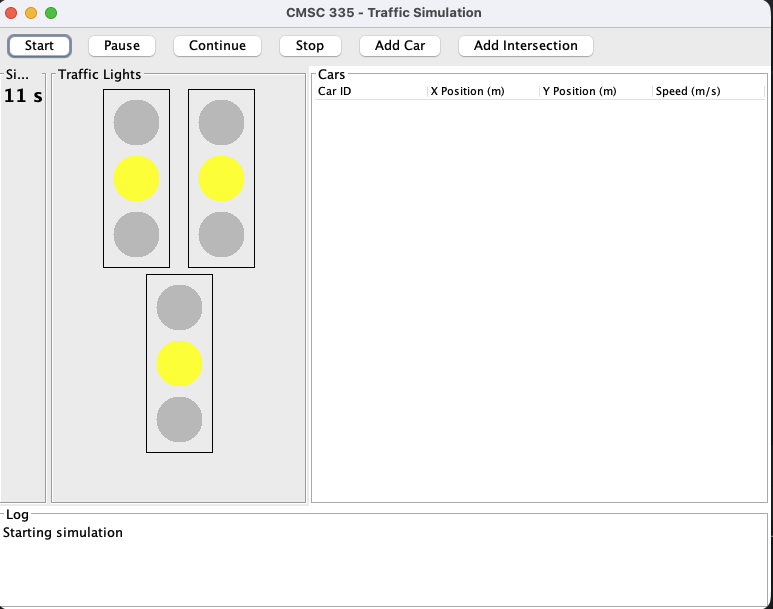 CMSC 335 - Traffic Simulation
Start Pause Continue Stop Add Car Add Intersection
Si... Traffic Lights Cars
11 s
Car ID X Position (m) Y Position (m) Speed (m/s)
Log
Starting simulation